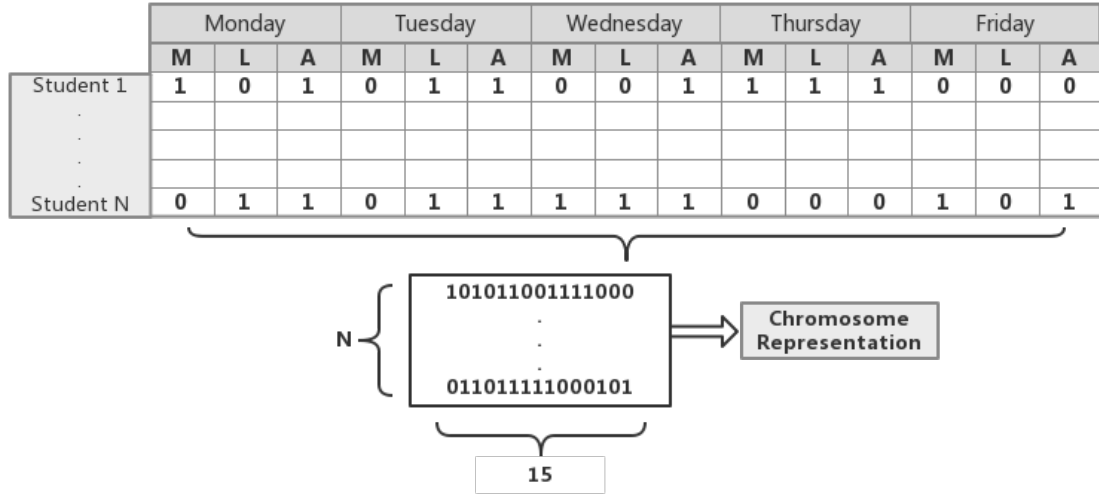 Monday Tuesday Wednesday Thursday Friday
M L A M L A M L A M L A M L A
Student 1 1 0 1 0 1 1 0 0 1 1 1 1 0 0 0
.
.
.
.
Student N 0 1 1 0 1 1 1 1 1 0 0 0 1 0 1
101011001111000
.
.
.
011011111000101
N
Chromosome
Representation
15